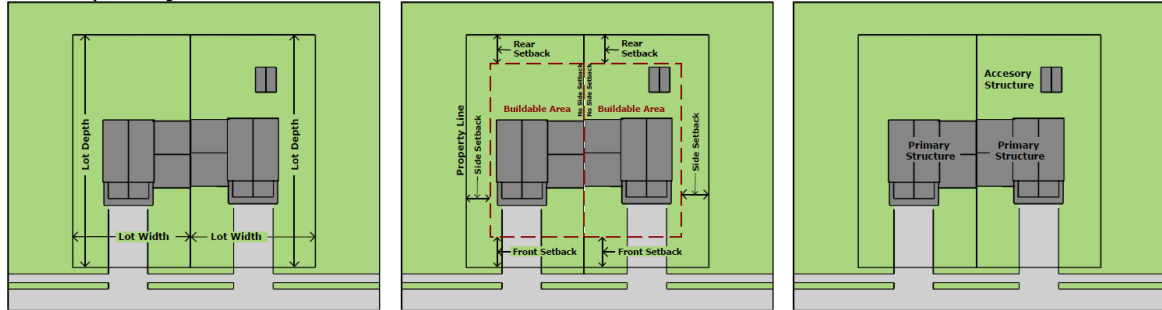 Lot Depth
Lot Depth
Lot Width
Lot Width
Rear
Setback
Rear
Setback
No Side Setback
No Side Setback
Buildable Area
Buildable Area
Property Line
Side Setback
Side Setback
Front Setback
Front Setback
Accesory
Structure
Primary
Structure
Primary
Structure